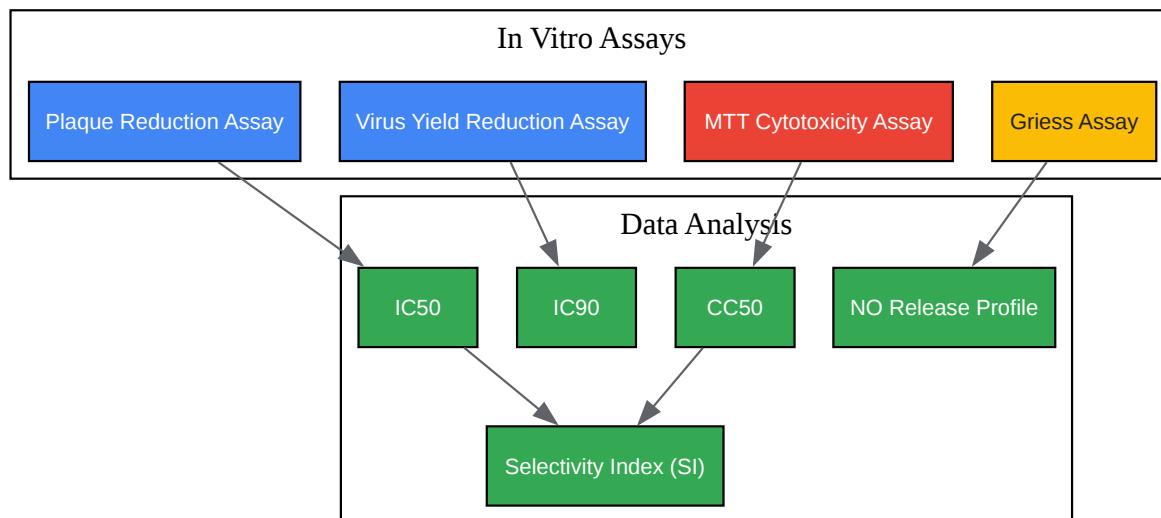 In Vitro Assays
Plaque Reduction Assay
Virus Yield Reduction Assay
MTT Cytotoxicity Assay
Griess Assay
Data Analysis
IC50
IC90
CC50
NO Release Profile
Selectivity Index (SI)